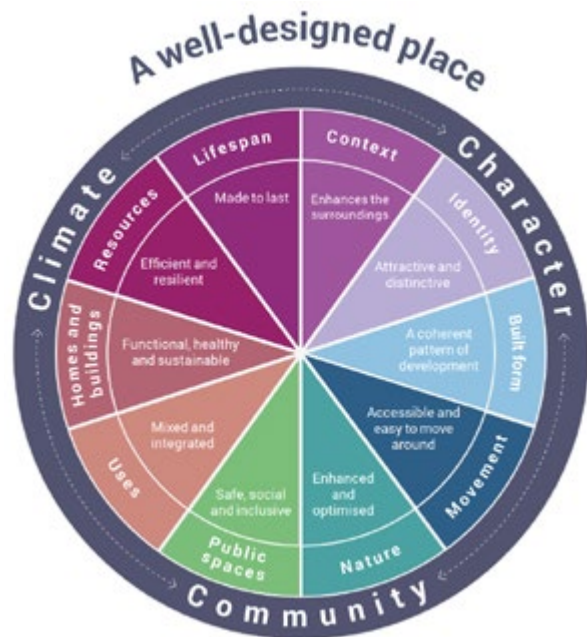 A well-designed place
Climate
Character
Community
Context
Enhances the
surroundings
Identity
Attractive and
distinctive
Built form
A coherent
pattern of
development
Movement
Accessible and
easy to move
around
Nature
Enhanced
and
optimised
Public
spaces
Safe, social
and inclusive
Uses
Mixed and
integrated
Homes and
buildings
Functional, healthy
and sustainable
Resources
Efficient and
resilient
Lifespan
Made to last